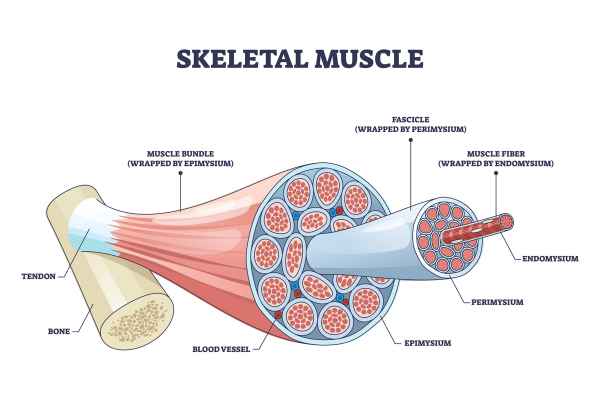 SKELETAL MUSCLE
FASCICLE
(WRAPPED BY PERIMYSIUM)
MUSCLE BUNDLE
(WRAPPED BY EPIMYSIUM)
MUSCLE FIBER
(WRAPPED BY ENDOMYSIUM)
ENDOMYSIUM
TENDON
PERIMYSIUM
BONE
EPIMYSIUM
BLOOD VESSEL